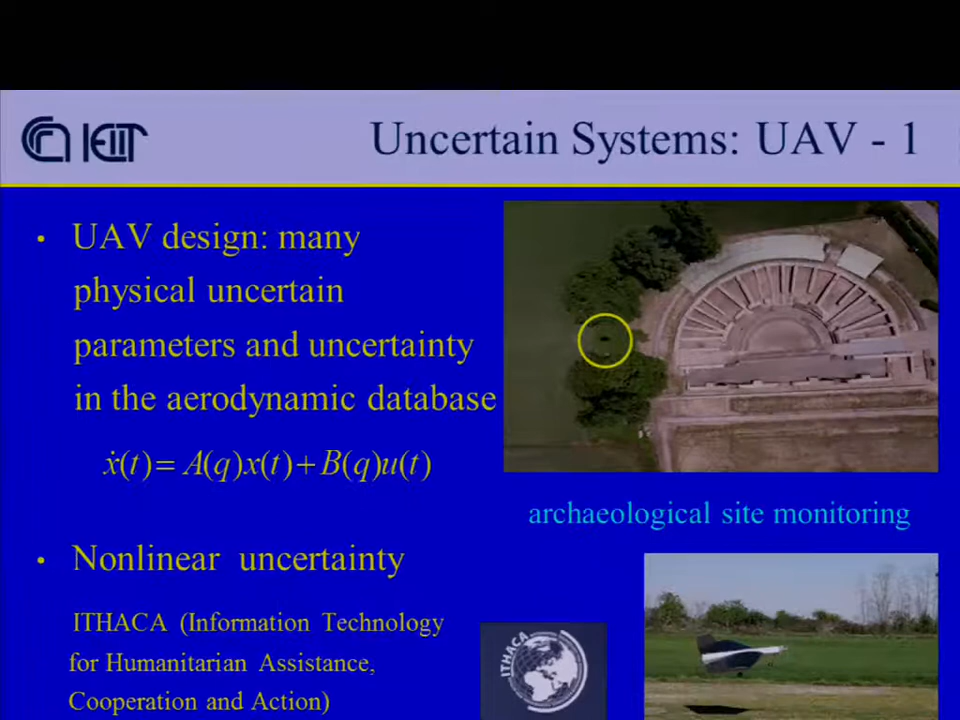 IEIIT
Uncertain Systems: UAV - 1
• UAV design: many
physical uncertain
parameters and uncertainty
in the aerodynamic database
ẋ(t) = A(q)x(t) + B(q)u(t)
archaeological site monitoring
• Nonlinear uncertainty
ITHACA (Information Technology
for Humanitarian Assistance,
Cooperation and Action)
ITHACA